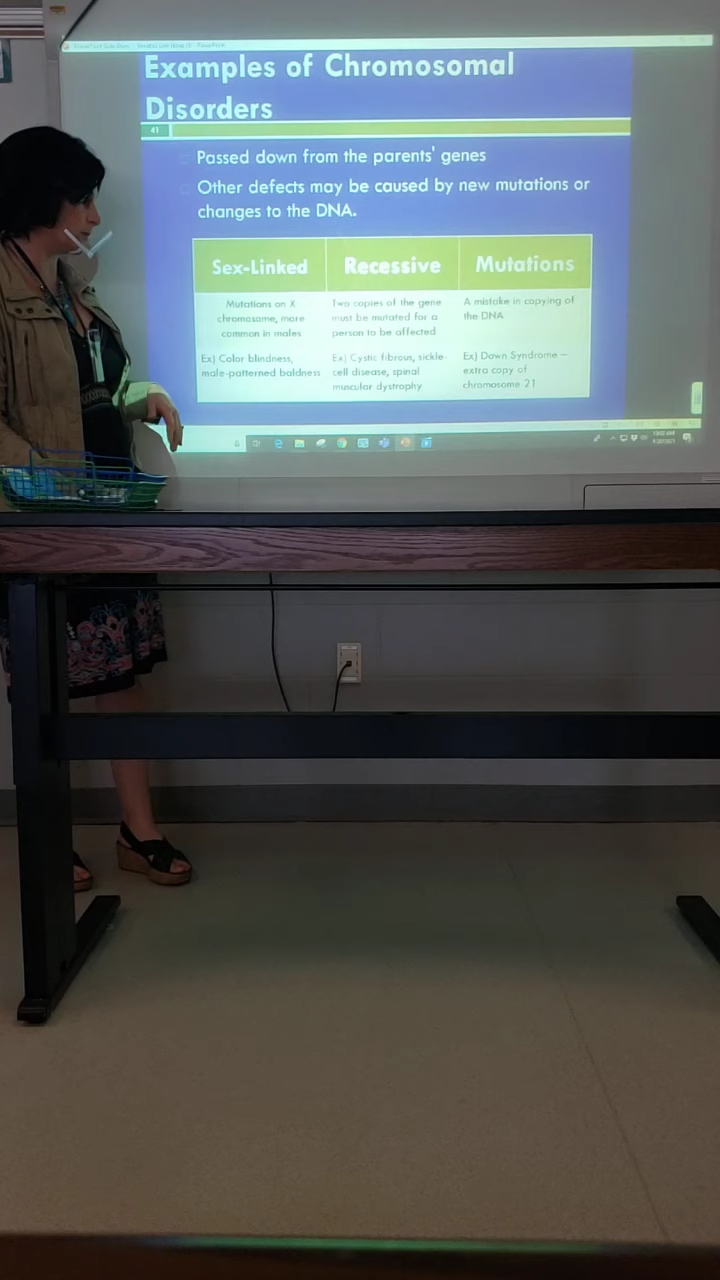 Examples of Chromosomal
Disorders
41
Passed down from the parents' genes
Other defects may be caused by new mutations or
changes to the DNA.
Sex-Linked
Mutations on X
chromosome, more
common in males
Ex) Color blindness,
male-patterned baldness
Recessive
Two copies of the gene
must be mutated for a
person to be affected
Ex) Cystic fibrous, sickle-
cell disease, spinal
muscular dystrophy
Mutations
A mistake in copying of
the DNA
Ex) Down Syndrome –
extra copy of
chromosome 21